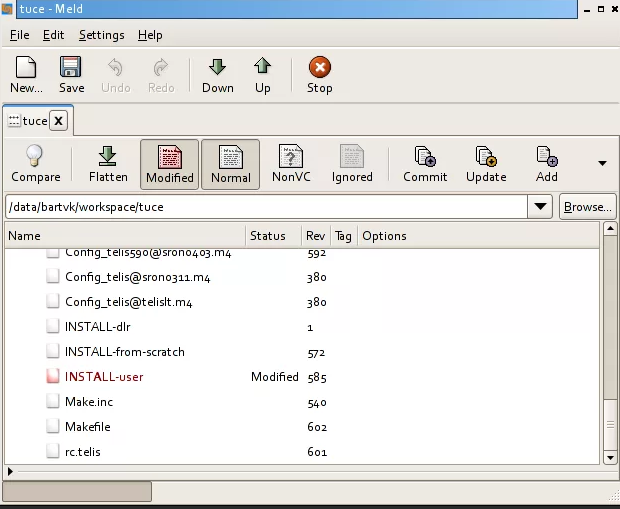 tuce - Meld
File Edit Settings Help
New... Save Undo Redo Down Up Stop
tuce
Compare Flatten Modified Normal NonVC Ignored Commit Update Add
/data/bartvk/workspace/tuce Browse...
Name Status Rev Tag Options
Config_telis590@srono403.m4 592
Config_telis@srono311.m4 380
Config_telis@telislt.m4 380
INSTALL-dlr 1
INSTALL-from-scratch 572
INSTALL-user Modified 585
Make.inc 540
Makefile 602
rc.telis 601